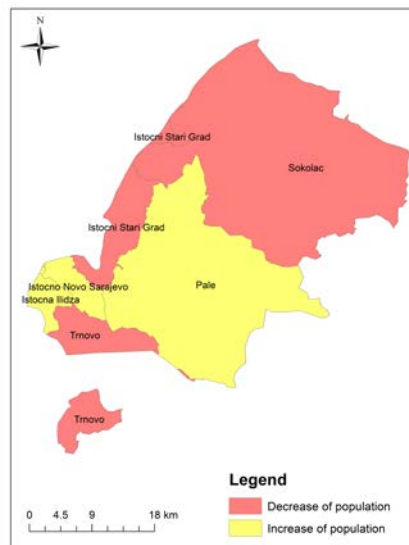 N
Istocni Stari Grad
Sokolac
Istocni Stari Grad
Istocno Novo Sarajevo
Istocna Ilidza
Pale
Trnovo
Trnovo
Legend
Decrease of population
Increase of population
0 4.5 9 18 km